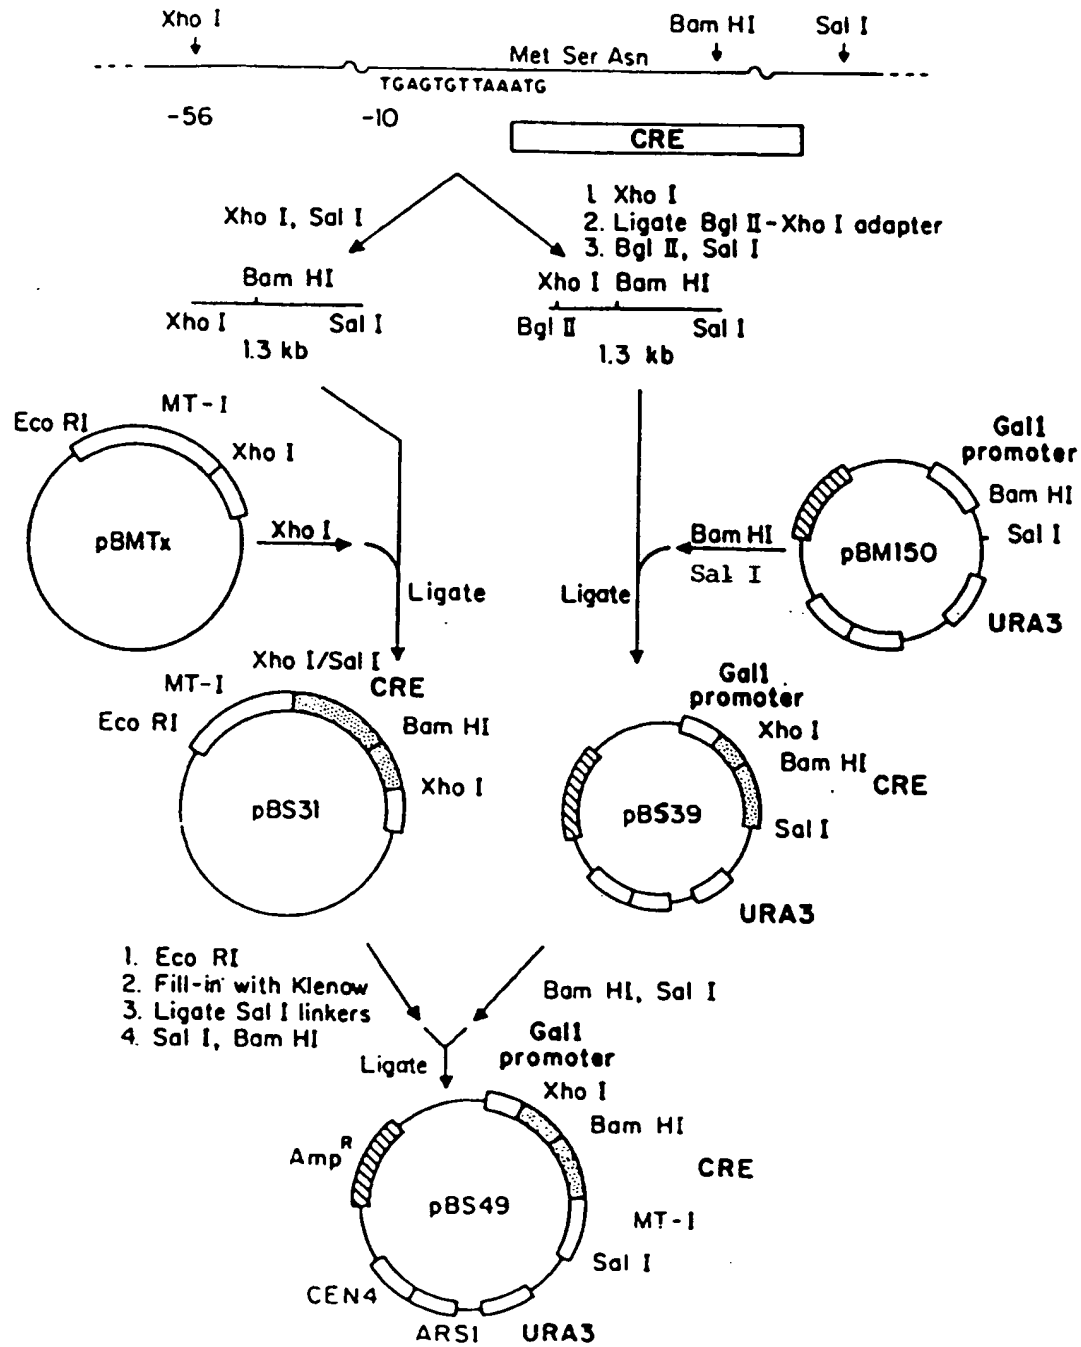 Xho I
Bam HI
Sal I
Met Ser Asn
TGAGTGTTAAATG
-56
-10
CRE
Xho I, Sal I
1. Xho I
2. Ligate Bgl II-Xho I adapter
3. Bgl II, Sal I
Bam HI
Xho I
Sal I
1.3 kb
Xho I
Bam HI
Bgl II
Sal I
1.3 kb
Eco RI
MT-I
Xho I
pBMTx
Xho I
Ligate
Gal1
promoter
Bam HI
Sal I
pBM150
URA3
Bam HI
Sal I
Ligate
Xho I/Sal I
MT-I
CRE
Eco RI
Bam HI
Xho I
pBS31
Gal1
promoter
Xho I
Bam HI
CRE
pBS39
Sal I
URA3
1. Eco RI
2. Fill-in with Klenow
3. Ligate Sal I linkers
4. Sal I, Bam HI
Bam HI, Sal I
Ligate
Gal1
promoter
Xho I
Bam HI
Amp R
CRE
pBS49
MT-I
Sal I
CEN4
ARS1
URA3